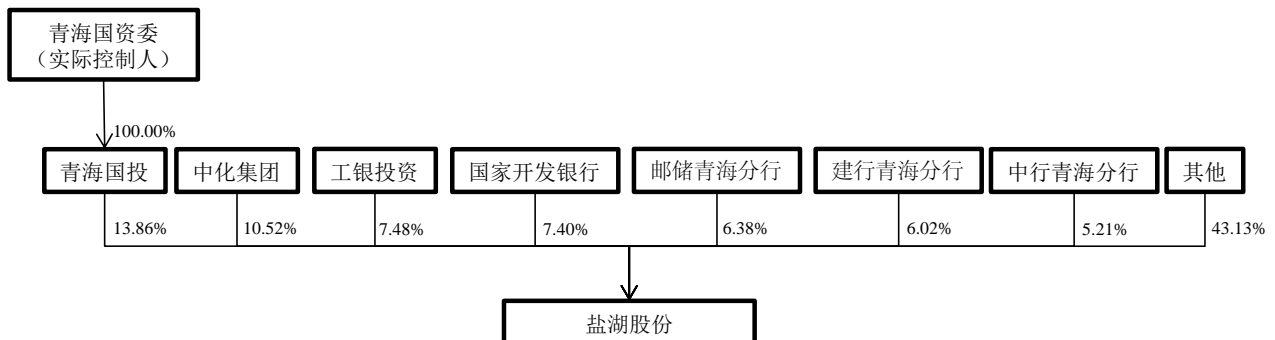 青海国资委
（实际控制人）
100.00%
青海国投
中化集团
工银投资
国家开发银行
邮储青海分行
建行青海分行
中行青海分行
其他
13.86%
10.52%
7.48%
7.40%
6.38%
6.02%
5.21%
43.13%
盐湖股份